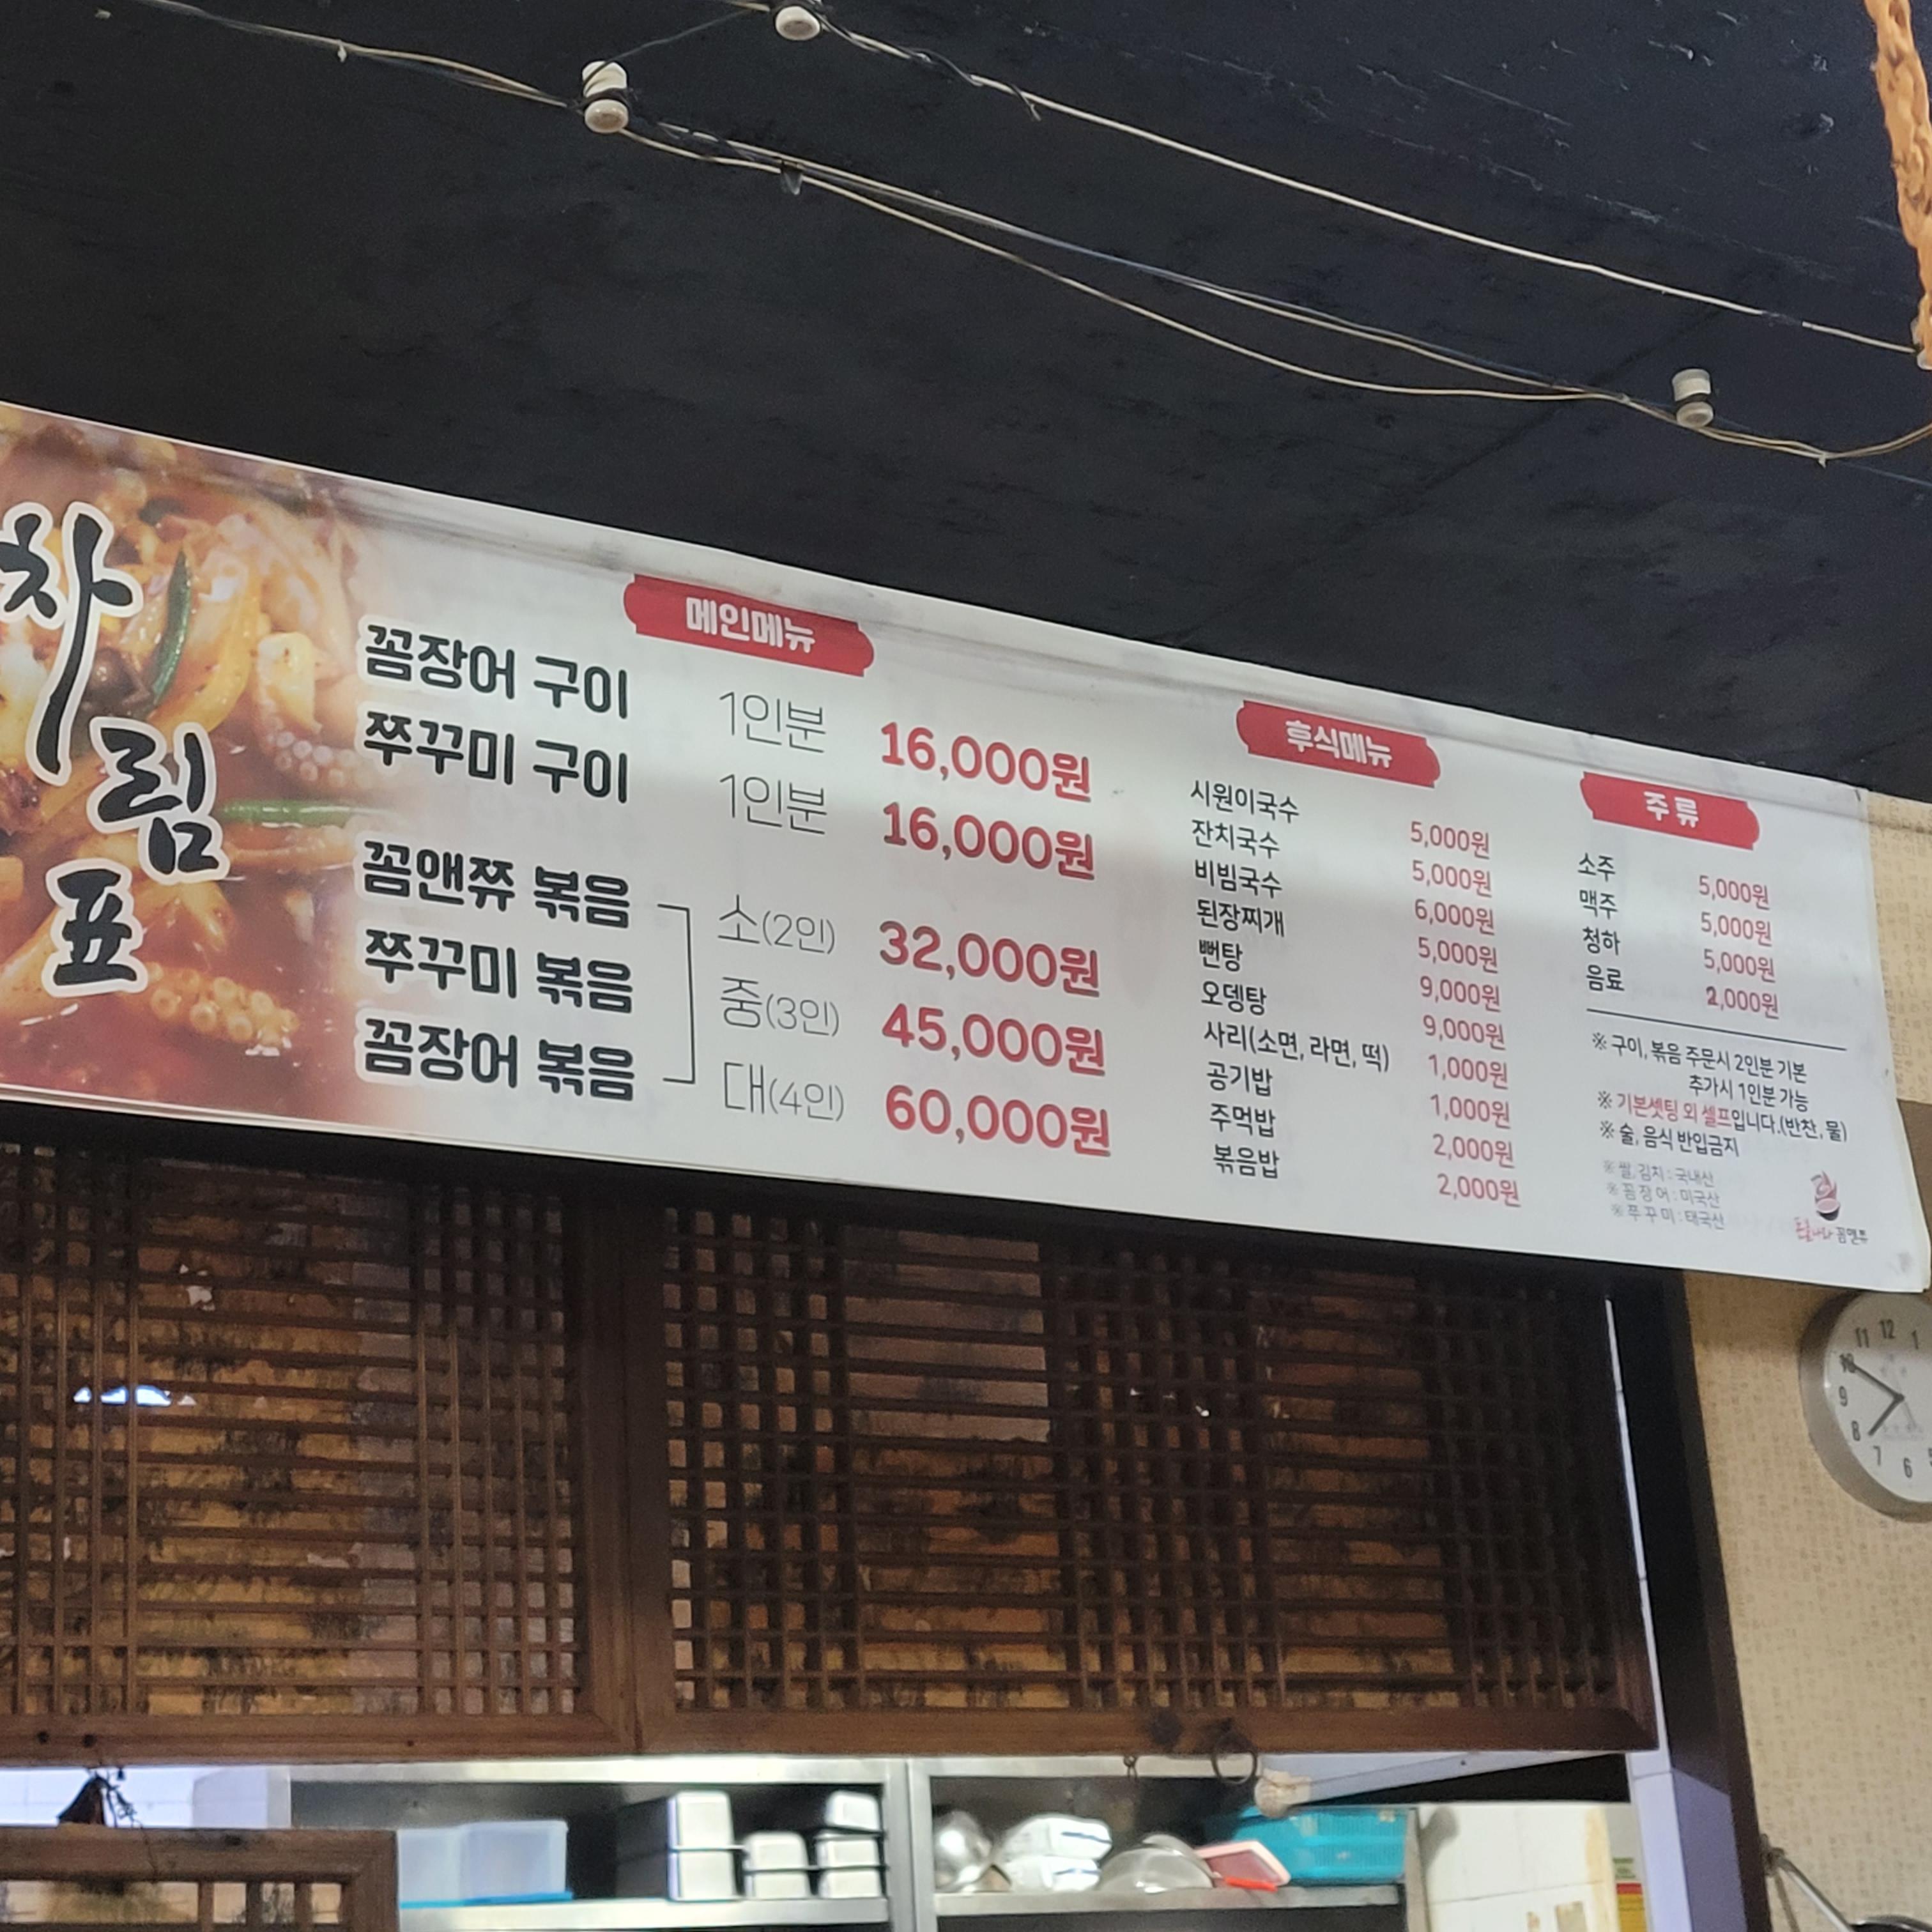 차림표
메인메뉴
꼼장어 구이 1인분 16,000원
쭈꾸미 구이 1인분 16,000원
꼼앤쮸 볶음 소(2인) 32,000원
쭈꾸미 볶음 중(3인) 45,000원
꼼장어 볶음 대(4인) 60,000원
후식메뉴
시원이국수 5,000원
잔치국수 5,000원
비빔국수 6,000원
된장찌개 5,000원
뻔탕 9,000원
오뎅탕 9,000원
사리(소면, 라면, 떡) 1,000원
공기밥 1,000원
주먹밥 2,000원
볶음밥 2,000원
주류
소주 5,000원
맥주 5,000원
청하 5,000원
음료 2,000원
※ 구이, 볶음 주문시 2인분 기본
추가시 1인분 가능
※ 기본셋팅 외 셀프입니다.(반찬, 물)
※ 술, 음식 반입금지
※ 쌀,김치 : 국내산
※ 꼼장어 : 미국산
※ 쭈꾸미 : 태국산
11 12 1
10
9
8
7 6